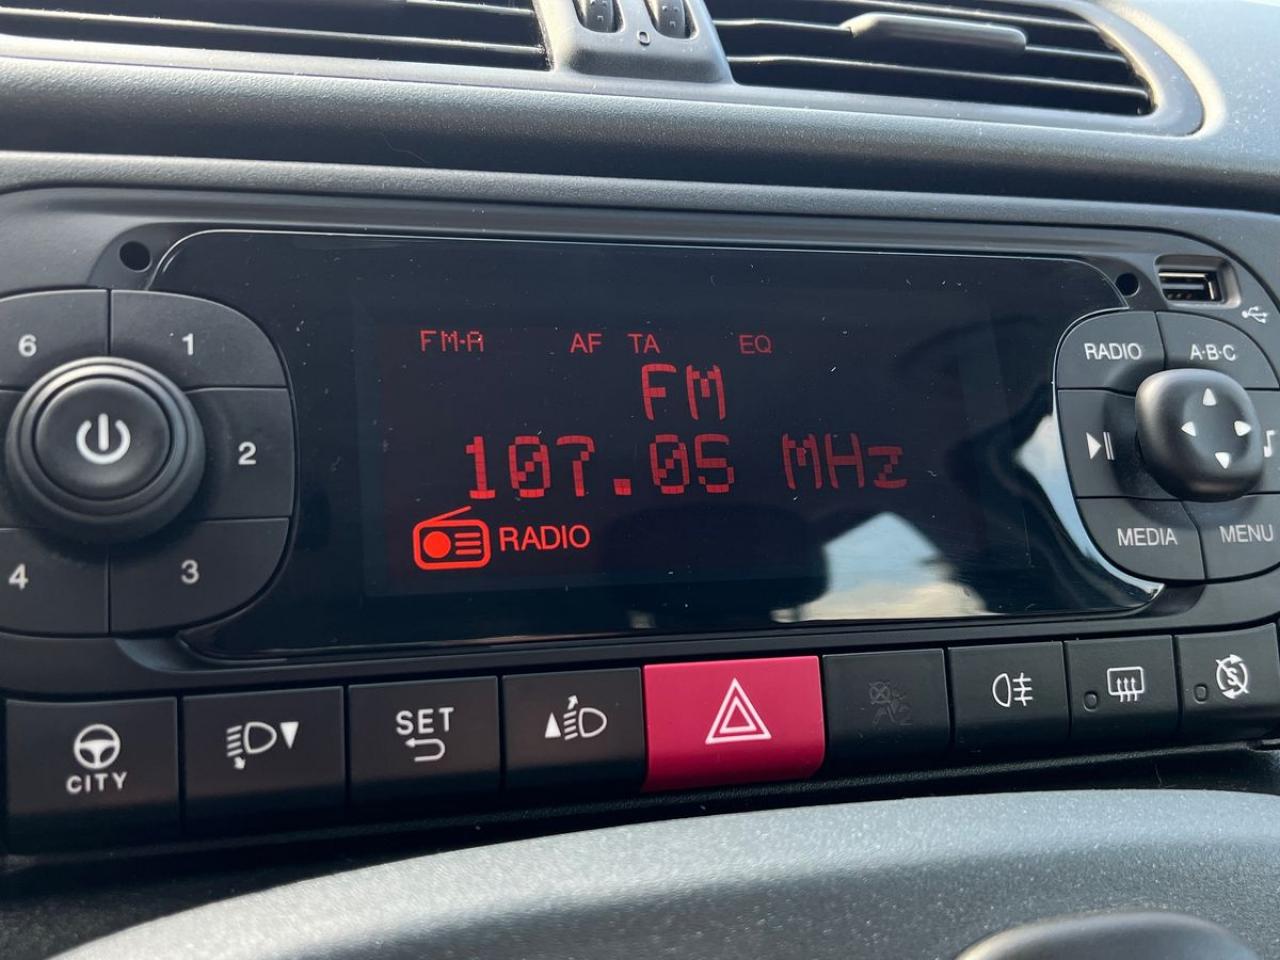 FM·A AF TA EQ
FM
107.05 MHz
RADIO
6 1
2
4 3
RADIO A·B·C
MEDIA MENU
CITY
SET